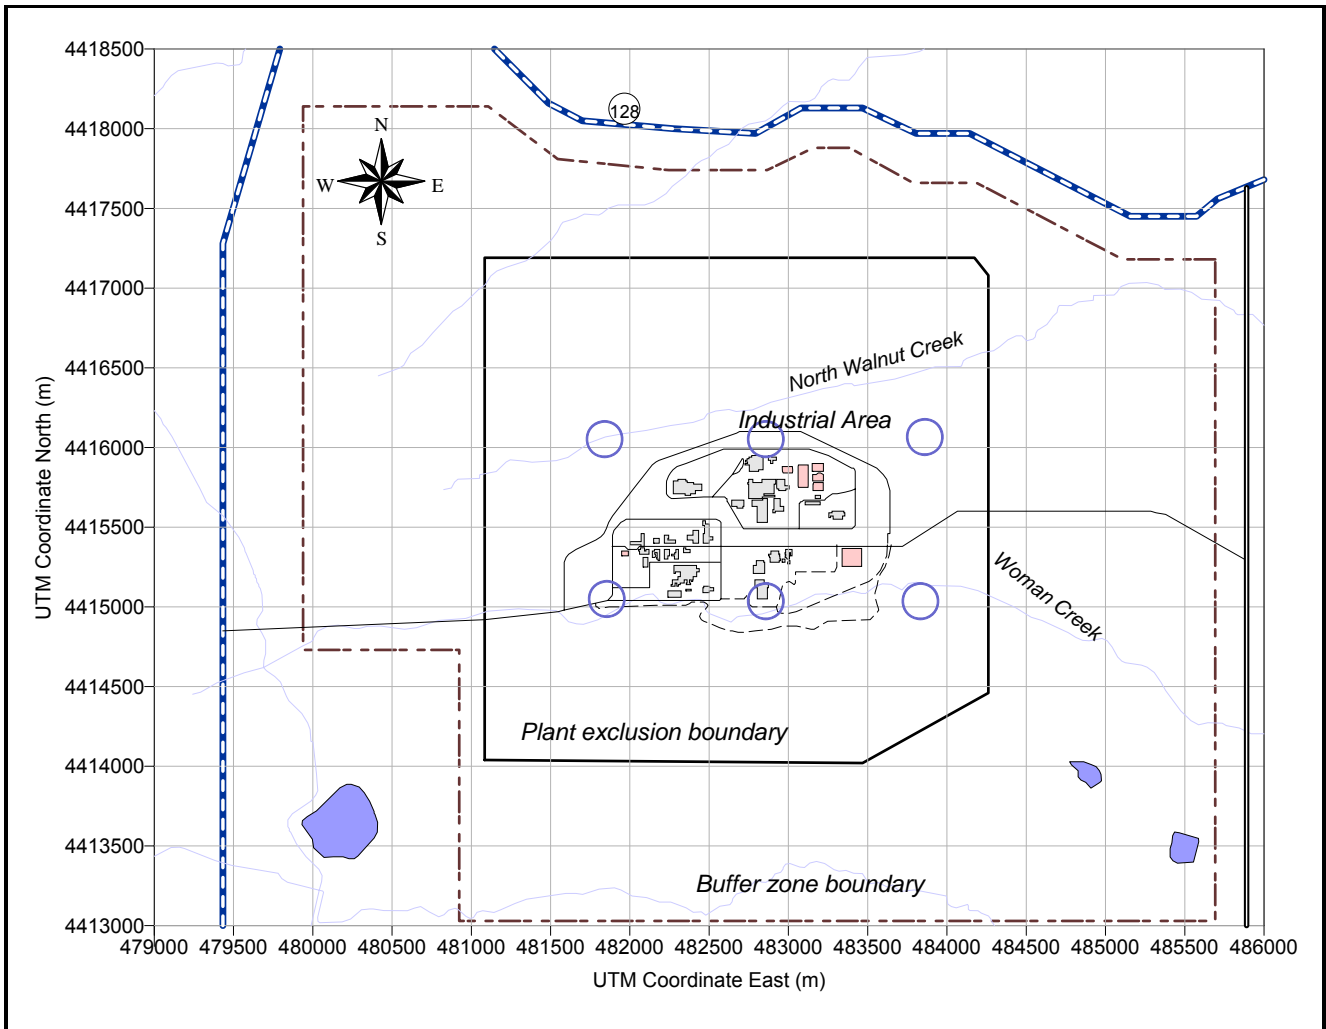 4418500
128
4418000
N
W
E
S
4417500
4417000
North Walnut Creek
4416500
Industrial Area
4416000
UTM Coordinate North (m)
4415500
Woman Creek
4415000
4414500
Plant exclusion boundary
4414000
4413500
Buffer zone boundary
4413000
479000 479500 480000 480500 481000 481500 482000 482500 483000 483500 484000 484500 485000 485500 486000
UTM Coordinate East (m)